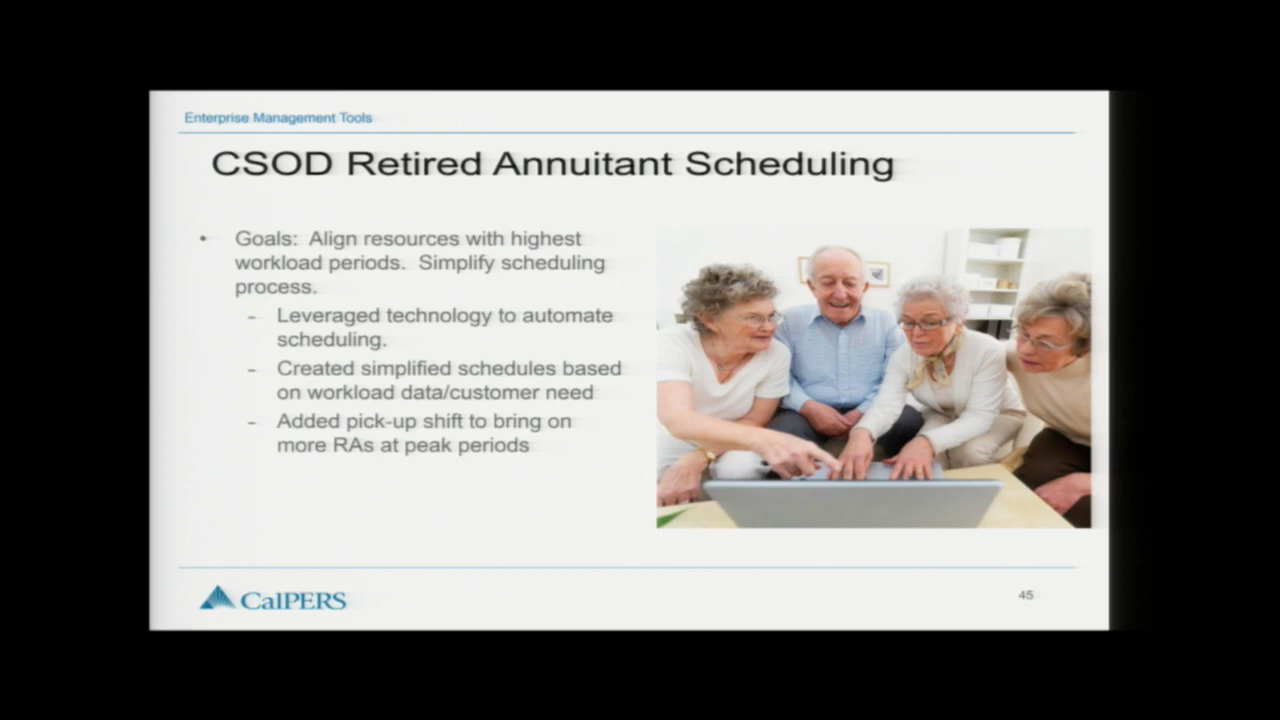 Enterprise Management Tools
CSOD Retired Annuitant Scheduling
• Goals: Align resources with highest
workload periods. Simplify scheduling
process.
- Leveraged technology to automate
scheduling.
- Created simplified schedules based
on workload data/customer need
- Added pick-up shift to bring on
more RAs at peak periods
CalPERS
45